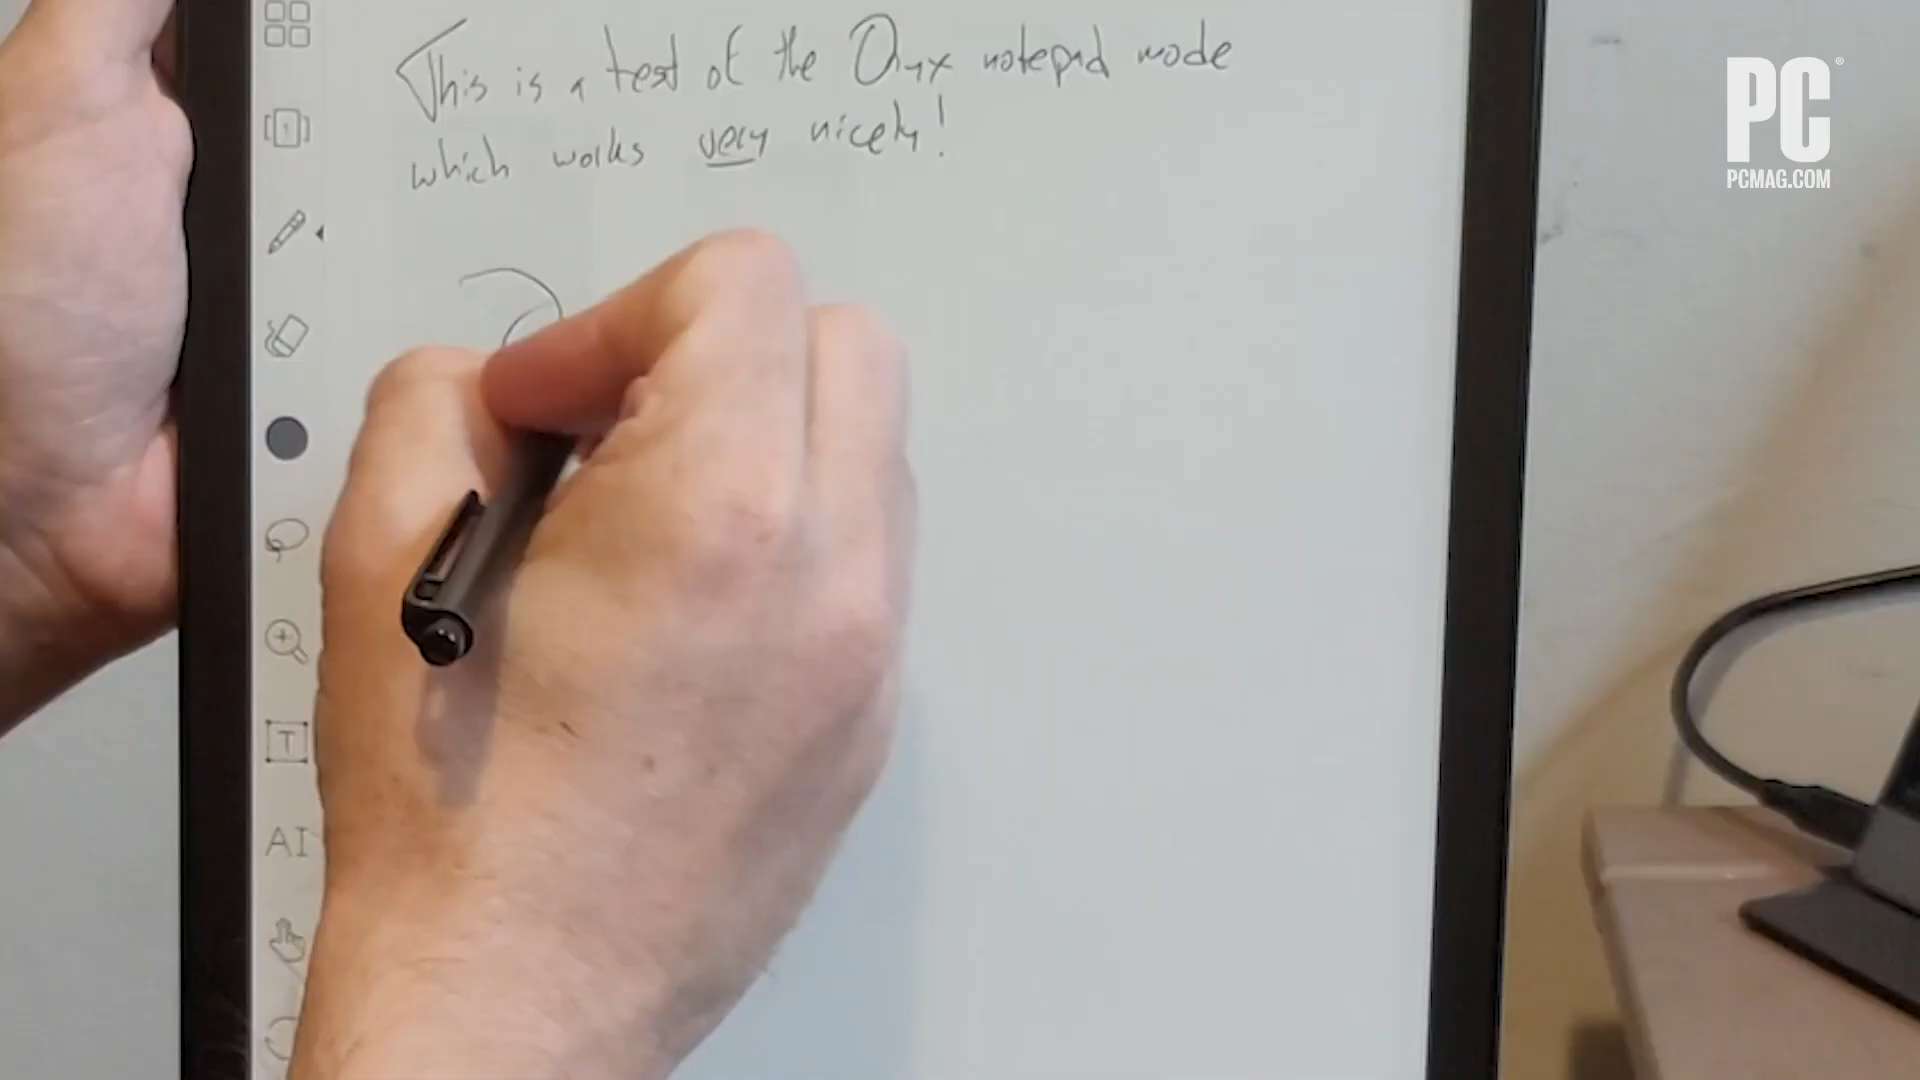 This is a test of the Onyx notepad mode
which works very nicely!
PC®
PCMAG.COM
T
AI